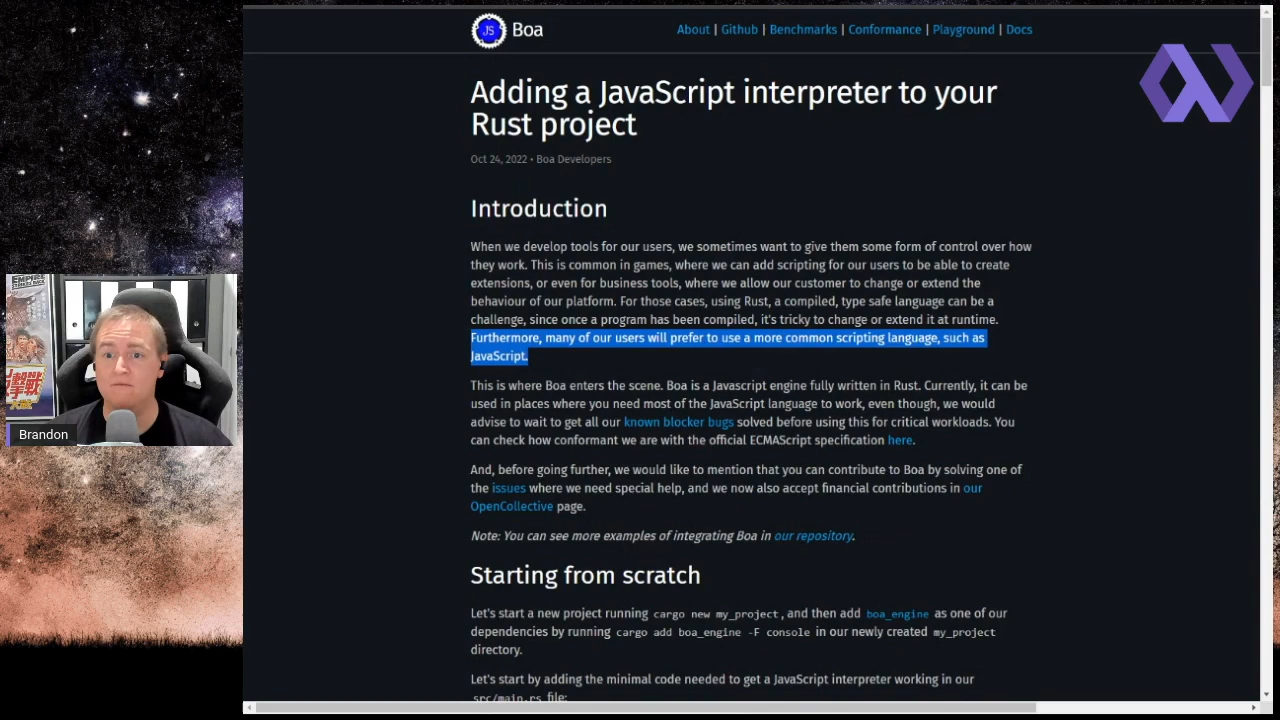 JS Boa
About | Github | Benchmarks | Conformance | Playground | Docs
Adding a JavaScript interpreter to your
Rust project
Oct 24, 2022 • Boa Developers
Introduction
When we develop tools for our users, we sometimes want to give them some form of control over how
they work. This is common in games, where we can add scripting for our users to be able to create
extensions, or even for business tools, where we allow our customer to change or extend the
behaviour of our platform. For those cases, using Rust, a compiled, type safe language can be a
challenge, since once a program has been compiled, it's tricky to change or extend it at runtime.
Furthermore, many of our users will prefer to use a more common scripting language, such as
JavaScript.
This is where Boa enters the scene. Boa is a Javascript engine fully written in Rust. Currently, it can be
used in places where you need most of the JavaScript language to work, even though, we would
advise to wait to get all our known blocker bugs solved before using this for critical workloads. You
can check how conformant we are with the official ECMAScript specification here.
And, before going further, we would like to mention that you can contribute to Boa by solving one of
the issues where we need special help, and we now also accept financial contributions in our
OpenCollective page.
Note: You can see more examples of integrating Boa in our repository.
Starting from scratch
Let's start a new project running cargo new my_project, and then add boa_engine as one of our
dependencies by running cargo add boa_engine -F console in our newly created my_project
directory.
Let's start by adding the minimal code needed to get a JavaScript interpreter working in our
src/main.rs file:
EMPIRE
Brandon